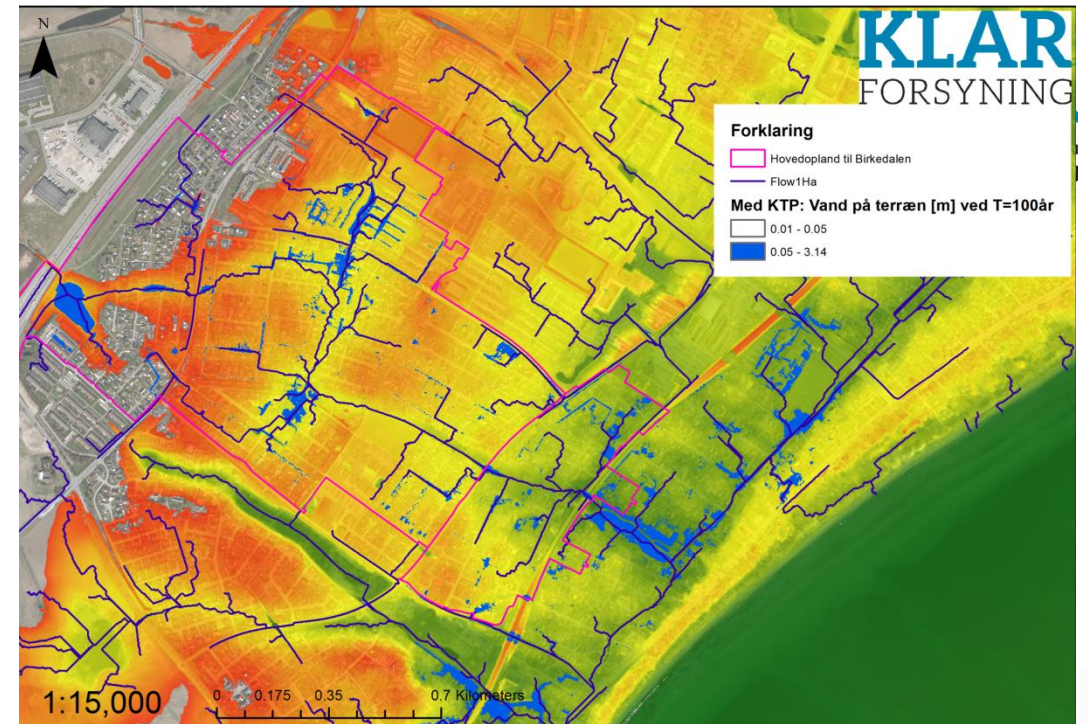 N
KLAR
FORSYNING
Forklaring
Hovedopland til Birkedalen
Flow1Ha
Med KTP: Vand på terræn [m] ved T=100år
0.01 - 0.05
0.05 - 3.14
1:15,000
0 0.175 0.35 0.7 Kilometers